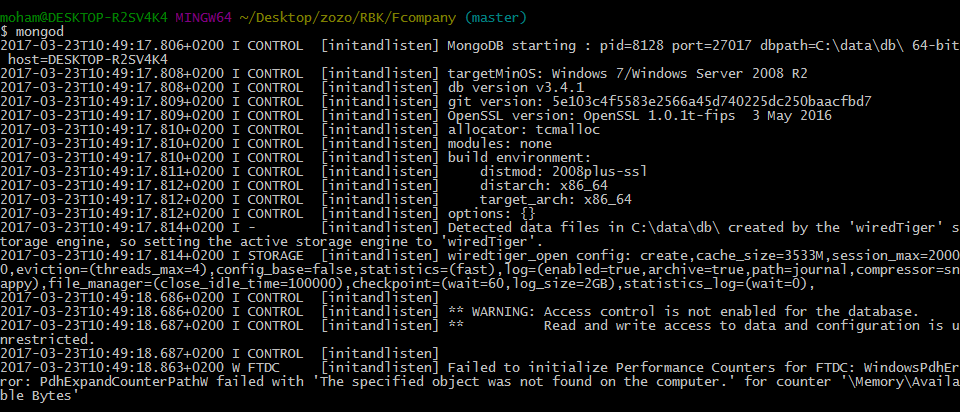 moham@DESKTOP-R2SV4K4 MINGW64 ~/Desktop/zozo/RBK/Fcompany (master)
$ mongod
2017-03-23T10:49:17.806+0200 I CONTROL  [initandlisten] MongoDB starting : pid=8128 port=27017 dbpath=C:\data\db\ 64-bit
 host=DESKTOP-R2SV4K4
2017-03-23T10:49:17.808+0200 I CONTROL  [initandlisten] targetMinOS: Windows 7/Windows Server 2008 R2
2017-03-23T10:49:17.808+0200 I CONTROL  [initandlisten] db version v3.4.1
2017-03-23T10:49:17.809+0200 I CONTROL  [initandlisten] git version: 5e103c4f5583e2566a45d740225dc250baacfbd7
2017-03-23T10:49:17.809+0200 I CONTROL  [initandlisten] OpenSSL version: OpenSSL 1.0.1t-fips  3 May 2016
2017-03-23T10:49:17.810+0200 I CONTROL  [initandlisten] allocator: tcmalloc
2017-03-23T10:49:17.810+0200 I CONTROL  [initandlisten] modules: none
2017-03-23T10:49:17.810+0200 I CONTROL  [initandlisten] build environment:
2017-03-23T10:49:17.811+0200 I CONTROL  [initandlisten]     distmod: 2008plus-ssl
2017-03-23T10:49:17.812+0200 I CONTROL  [initandlisten]     distarch: x86_64
2017-03-23T10:49:17.812+0200 I CONTROL  [initandlisten]     target_arch: x86_64
2017-03-23T10:49:17.812+0200 I CONTROL  [initandlisten] options: {}
2017-03-23T10:49:17.814+0200 I -        [initandlisten] Detected data files in C:\data\db\ created by the 'wiredTiger' s
torage engine, so setting the active storage engine to 'wiredTiger'.
2017-03-23T10:49:17.814+0200 I STORAGE  [initandlisten] wiredtiger_open config: create,cache_size=3533M,session_max=2000
0,eviction=(threads_max=4),config_base=false,statistics=(fast),log=(enabled=true,archive=true,path=journal,compressor=sn
appy),file_manager=(close_idle_time=100000),checkpoint=(wait=60,log_size=2GB),statistics_log=(wait=0),
2017-03-23T10:49:18.686+0200 I CONTROL  [initandlisten]
2017-03-23T10:49:18.686+0200 I CONTROL  [initandlisten] ** WARNING: Access control is not enabled for the database.
2017-03-23T10:49:18.687+0200 I CONTROL  [initandlisten] **          Read and write access to data and configuration is u
nrestricted.
2017-03-23T10:49:18.687+0200 I CONTROL  [initandlisten]
2017-03-23T10:49:18.863+0200 W FTDC     [initandlisten] Failed to initialize Performance Counters for FTDC: WindowsPdhEr
ror: PdhExpandCounterPathW failed with 'The specified object was not found on the computer.' for counter '\Memory\Availa
ble Bytes'